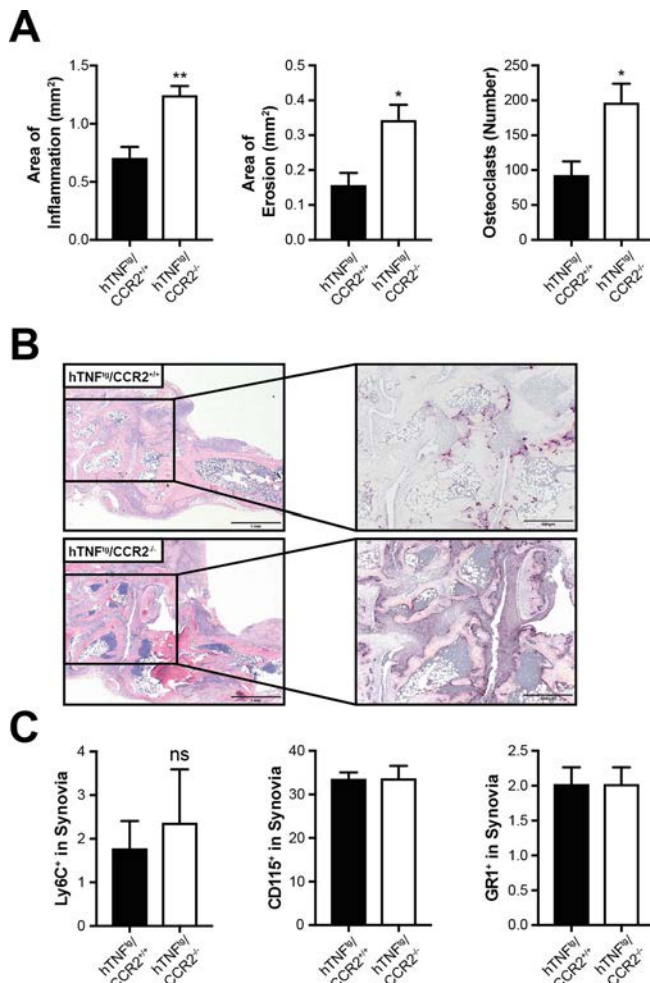 A
Area of
Inflammation (mm²)
1.5
1.0
0.5
0.0
**
hTNFᵗᵍ/
CCR2⁺/⁺
hTNFᵗᵍ/
CCR2⁻/⁻
Area of
Erosion (mm²)
0.5
0.4
0.3
0.2
0.1
0.0
*
hTNFᵗᵍ/
CCR2⁺/⁺
hTNFᵗᵍ/
CCR2⁻/⁻
Osteoclasts (Number)
250
200
150
100
50
0
*
hTNFᵗᵍ/
CCR2⁺/⁺
hTNFᵗᵍ/
CCR2⁻/⁻
B
hTNFᵗᵍ/CCR2⁺/⁺
1 mm
hTNFᵗᵍ/CCR2⁻/⁻
1 mm
C
Ly6C⁺ in Synovia
4
3
2
1
0
ns
hTNFᵗᵍ/
CCR2⁺/⁺
hTNFᵗᵍ/
CCR2⁻/⁻
CD115⁺ in Synovia
40
30
20
10
0
hTNFᵗᵍ/
CCR2⁺/⁺
hTNFᵗᵍ/
CCR2⁻/⁻
GR1⁺ in Synovia
2.5
2.0
1.5
1.0
0.5
0.0
hTNFᵗᵍ/
CCR2⁺/⁺
hTNFᵗᵍ/
CCR2⁻/⁻